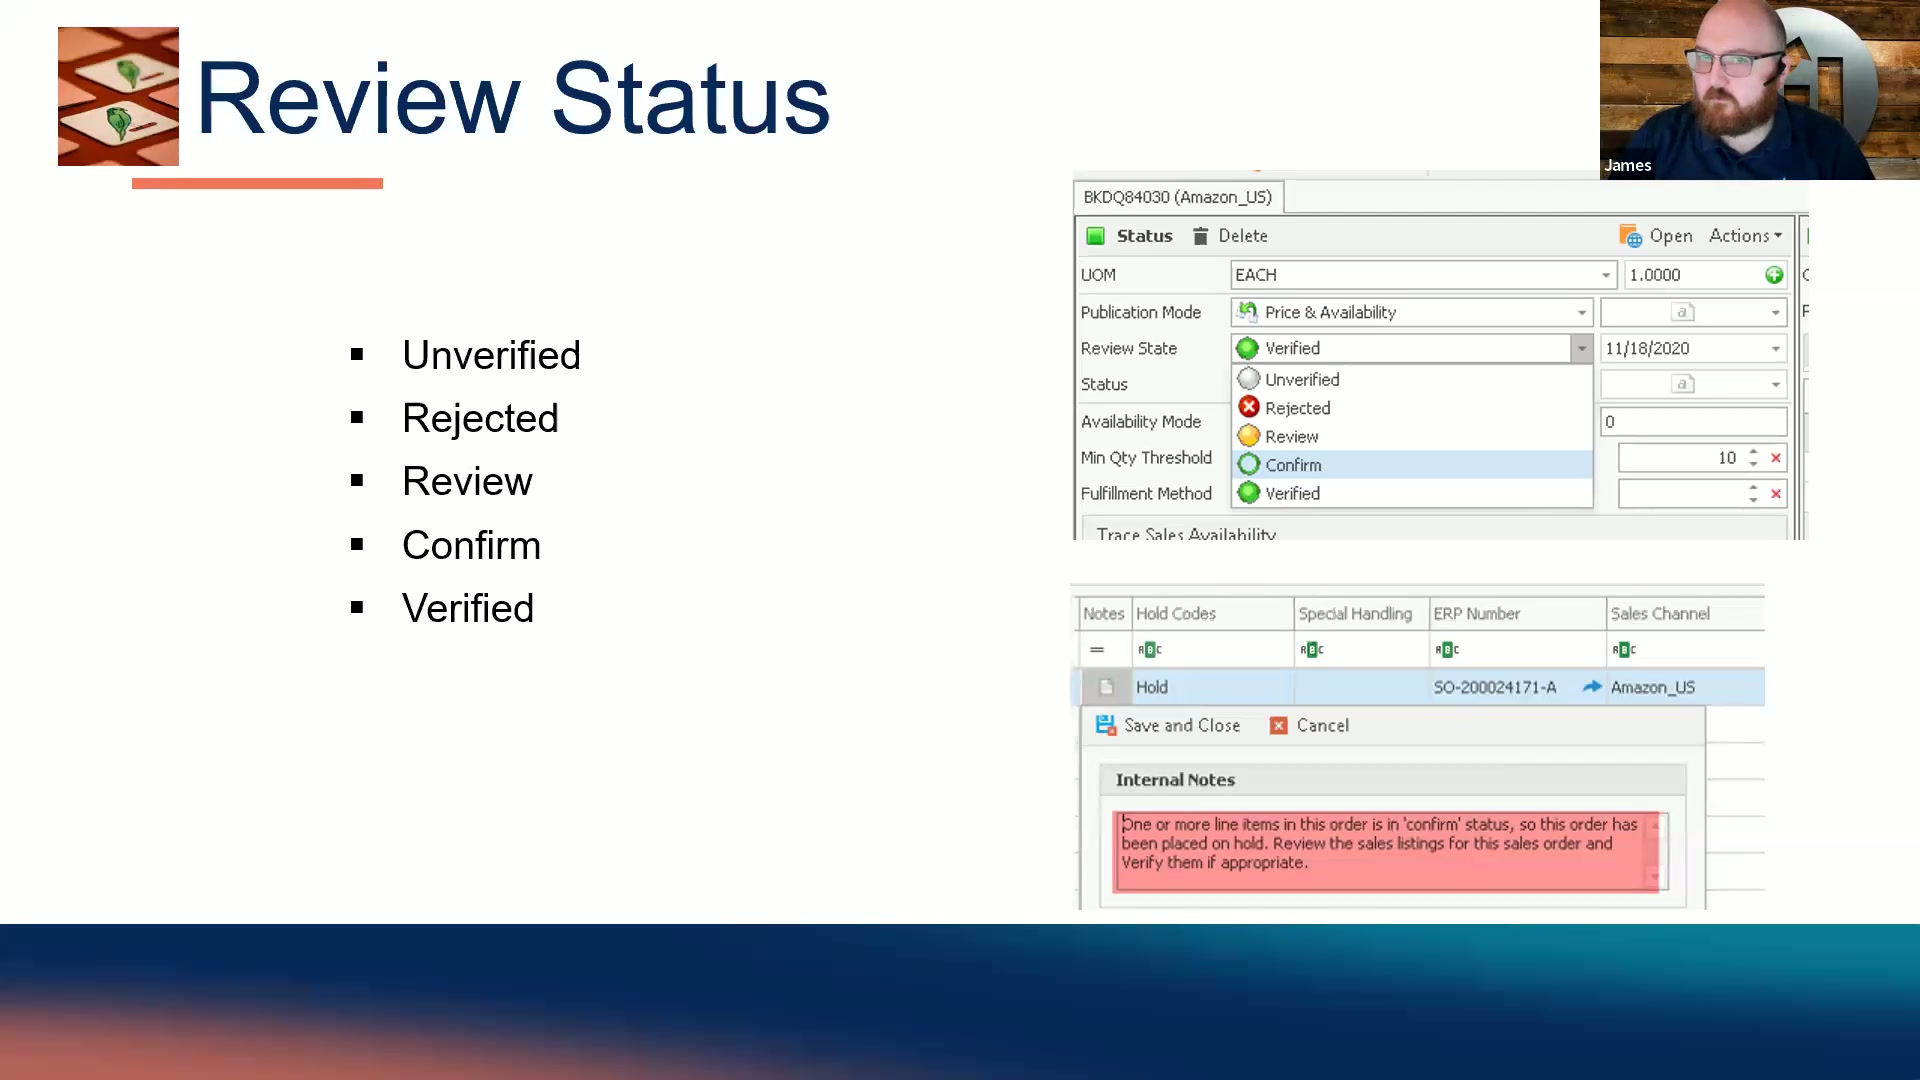 Review Status
James
Unverified
Rejected
Review
Confirm
Verified
BKDQ84030 (Amazon_US)
Status Delete Open Actions
UOM EACH 1.0000
Publication Mode Price & Availability a
Review State Verified 11/18/2020
Status a
Unverified
Rejected
Review
Confirm
Verified
Availability Mode 0
Min Qty Threshold 10
Fulfillment Method
Trace Sales Availability
Notes Hold Codes Special Handling ERP Number Sales Channel
= ABC ABC ABC ABC
Hold SO-200024171-A Amazon_US
Save and Close Cancel
Internal Notes
One or more line items in this order is in 'confirm' status, so this order has
been placed on hold. Review the sales listings for this sales order and
Verify them if appropriate.